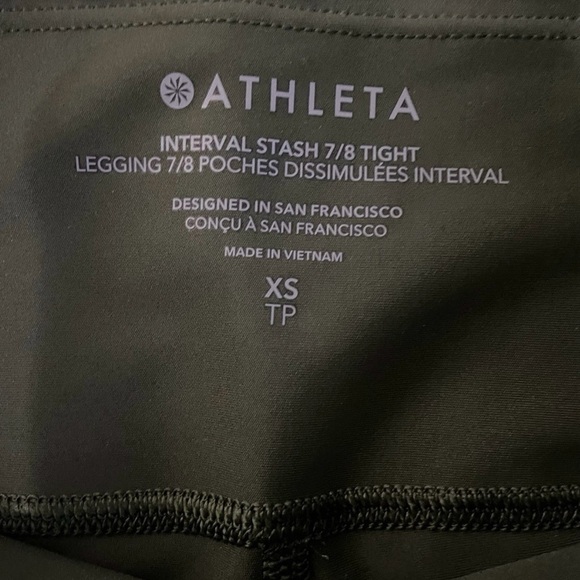 ATHLETA
INTERVAL STASH 7/8 TIGHT
LEGGING 7/8 POCHES DISSIMULÉES INTERVAL
DESIGNED IN SAN FRANCISCO
CONÇU À SAN FRANCISCO
MADE IN VIETNAM
XS
TP